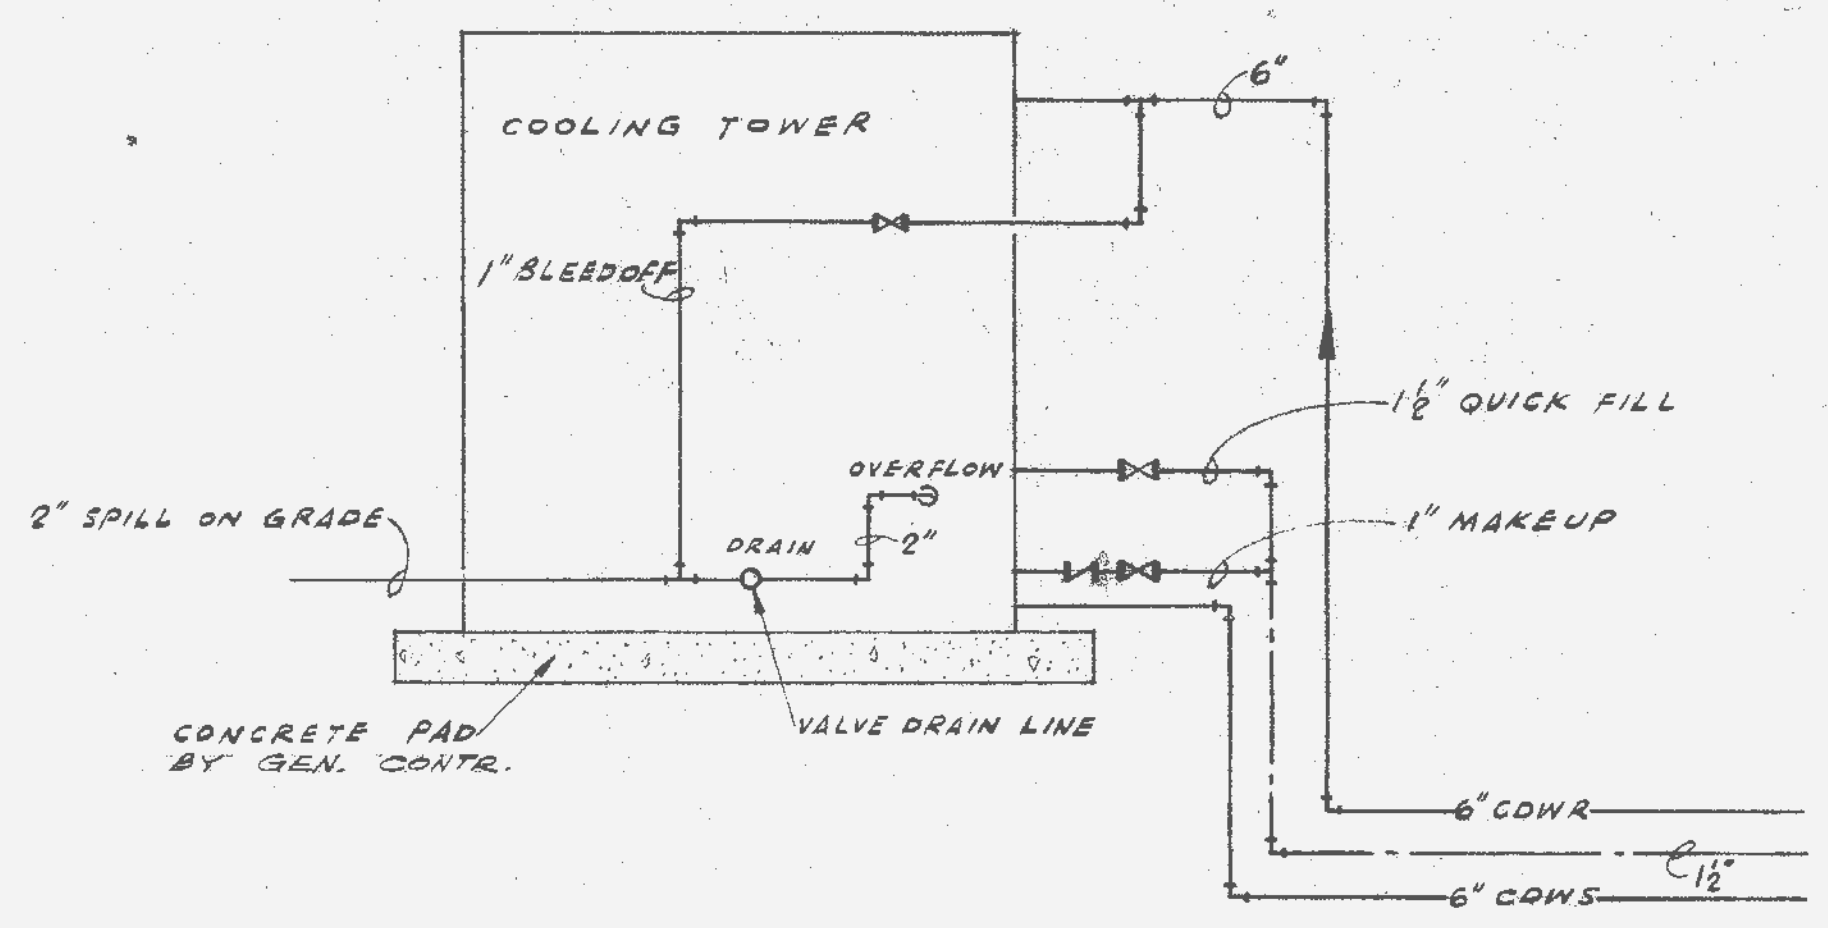 6"
COOLING TOWER
1" BLEEDOFF
1½" QUICK FILL
OVERFLOW
2" SPILL ON GRADE
1" MAKEUP
DRAIN
2"
CONCRETE PAD
BY GEN. CONTR.
VALVE DRAIN LINE
6" CDWR
1½"
6" CDWS